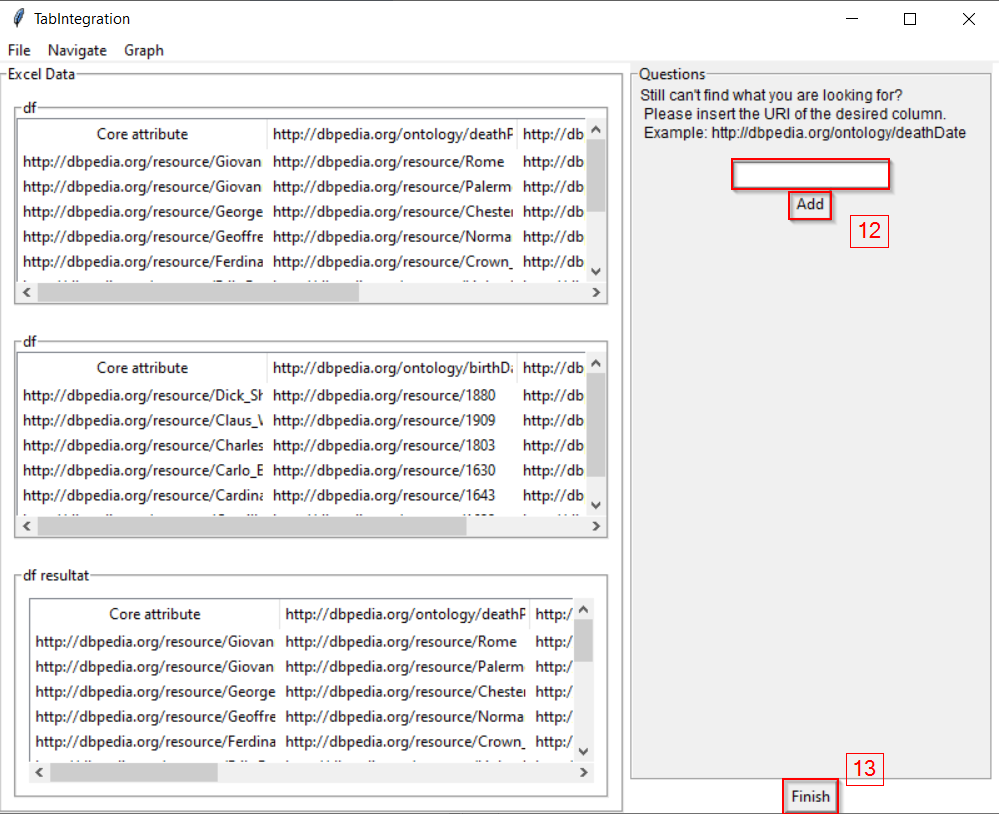 TabIntegration
File Navigate Graph
Excel Data
df
Core attribute http://dbpedia.org/ontology/deathP http://db
http://dbpedia.org/resource/Giovan http://dbpedia.org/resource/Rome http://db
http://dbpedia.org/resource/Giovan http://dbpedia.org/resource/Palerm http://db
http://dbpedia.org/resource/George http://dbpedia.org/resource/Chester http://db
http://dbpedia.org/resource/Geoffre http://dbpedia.org/resource/Norma http://db
http://dbpedia.org/resource/Ferdina http://dbpedia.org/resource/Crown_ http://db
df
Core attribute http://dbpedia.org/ontology/birthDa http://db
http://dbpedia.org/resource/Dick_Sh http://dbpedia.org/resource/1880 http://db
http://dbpedia.org/resource/Claus_V http://dbpedia.org/resource/1909 http://db
http://dbpedia.org/resource/Charles http://dbpedia.org/resource/1803 http://db
http://dbpedia.org/resource/Carlo_E http://dbpedia.org/resource/1630 http://db
http://dbpedia.org/resource/Cardina http://dbpedia.org/resource/1643 http://db
df resultat
Core attribute http://dbpedia.org/ontology/deathP http:/
http://dbpedia.org/resource/Giovan http://dbpedia.org/resource/Rome http:/
http://dbpedia.org/resource/Giovan http://dbpedia.org/resource/Palerm http:/
http://dbpedia.org/resource/George http://dbpedia.org/resource/Chester http:/
http://dbpedia.org/resource/Geoffre http://dbpedia.org/resource/Norma http:/
http://dbpedia.org/resource/Ferdina http://dbpedia.org/resource/Crown_ http:/
Questions
Still can't find what you are looking for?
Please insert the URI of the desired column.
Example: http://dbpedia.org/ontology/deathDate
Add
12
13
Finish